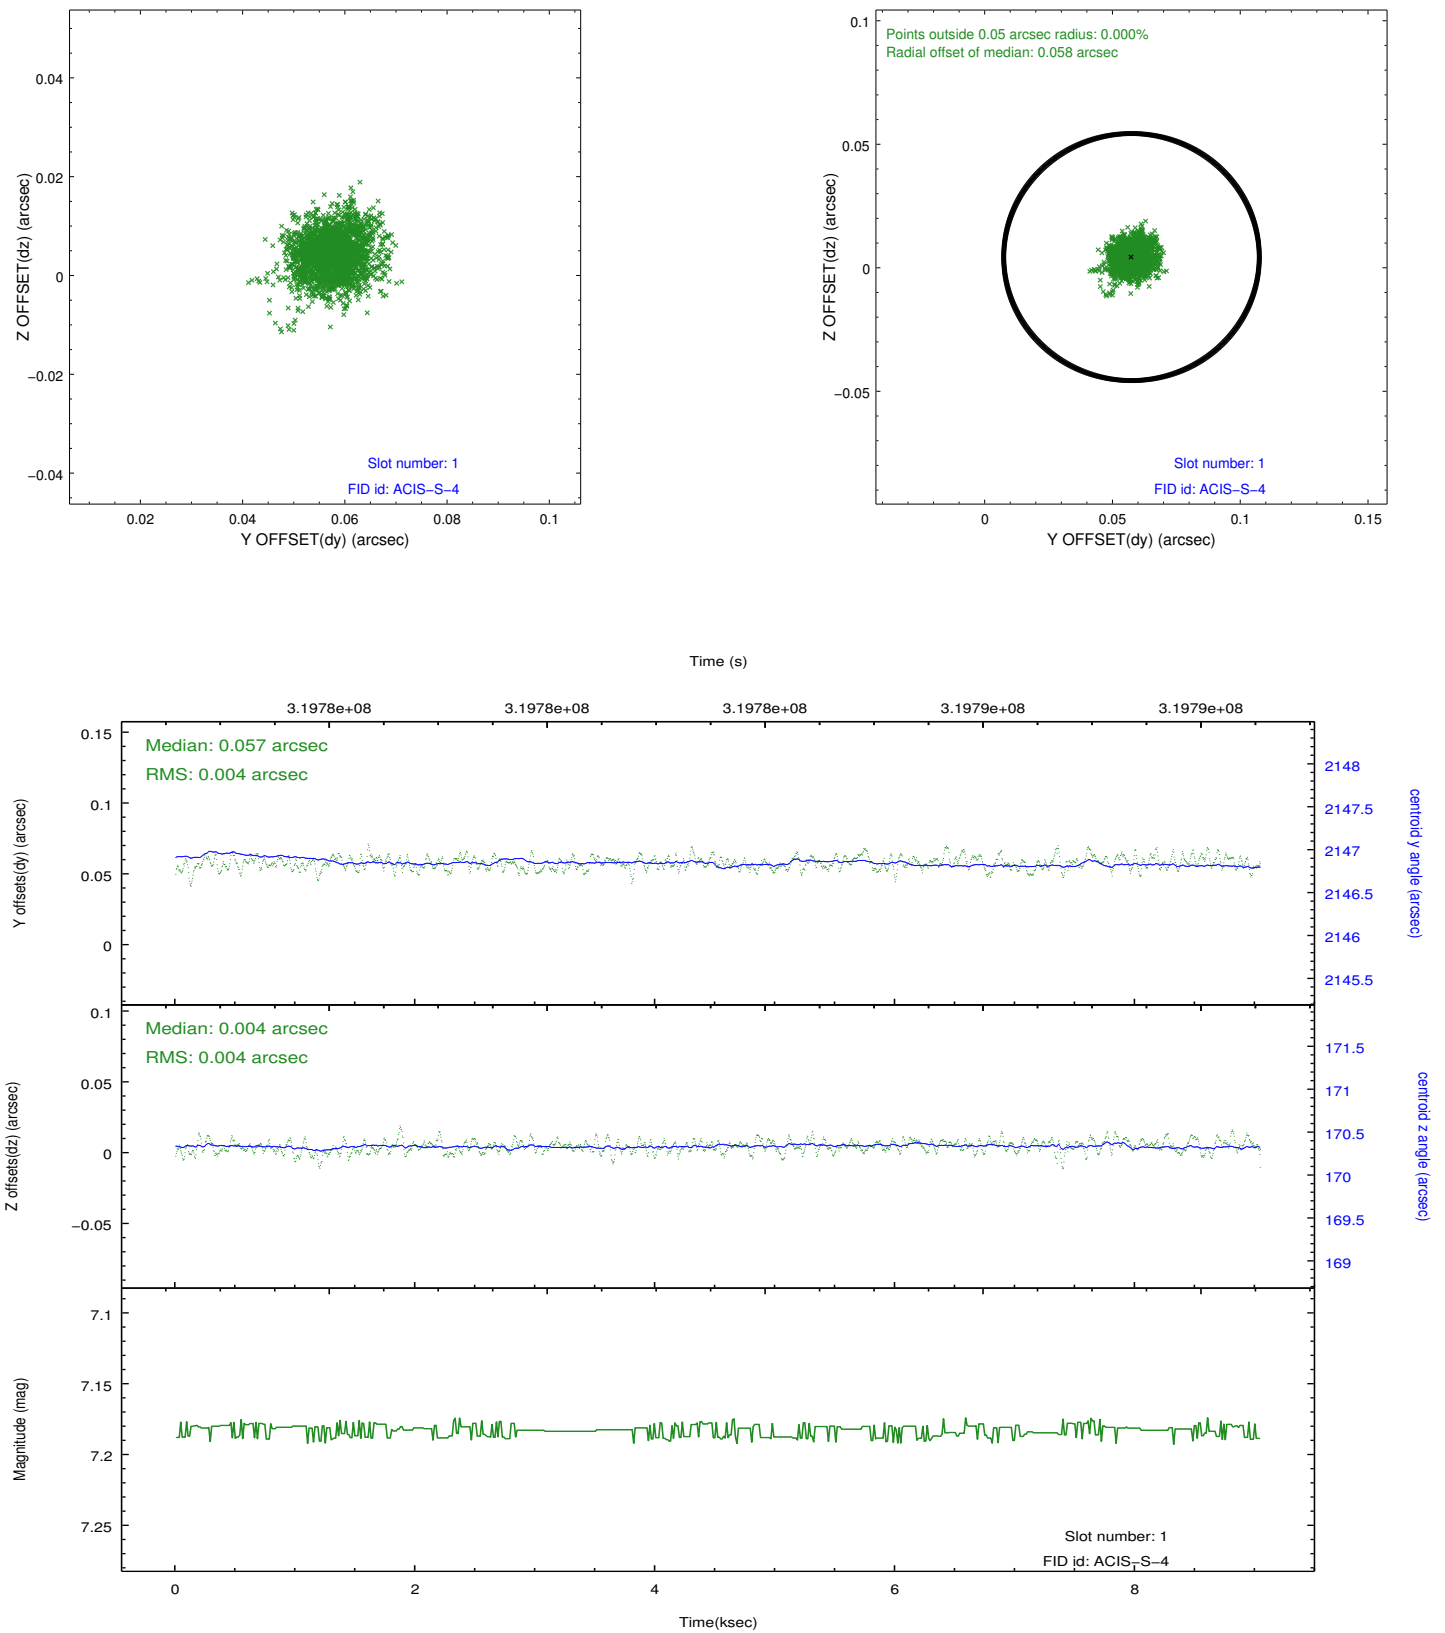 0.04
0.02
0
−0.02
−0.04
Z OFFSET(dz) (arcsec)
Slot number: 1
FID id: ACIS−S−4
0.02
0.04
0.06
0.08
0.1
Y OFFSET(dy) (arcsec)
Points outside 0.05 arcsec radius: 0.000%
Radial offset of median: 0.058 arcsec
0.1
0.05
0
−0.05
Z OFFSET(dz) (arcsec)
Slot number: 1
FID id: ACIS−S−4
0
0.05
0.1
0.15
Y OFFSET(dy) (arcsec)
Time (s)
3.1978e+08
3.1978e+08
3.1978e+08
3.1979e+08
3.1979e+08
Median: 0.057 arcsec
RMS: 0.004 arcsec
0.15
0.1
0.05
0
Y offsets(dy) (arcsec)
2148
2147.5
2147
2146.5
2146
2145.5
centroid y angle (arcsec)
Median: 0.004 arcsec
RMS: 0.004 arcsec
0.1
0.05
0
−0.05
Z offsets(dz) (arcsec)
171.5
171
170.5
170
169.5
169
centroid z angle (arcsec)
7.1
7.15
7.2
7.25
Magnitude (mag)
Slot number: 1
FID id: ACIS−S−4
0
2
4
6
8
Time(ksec)